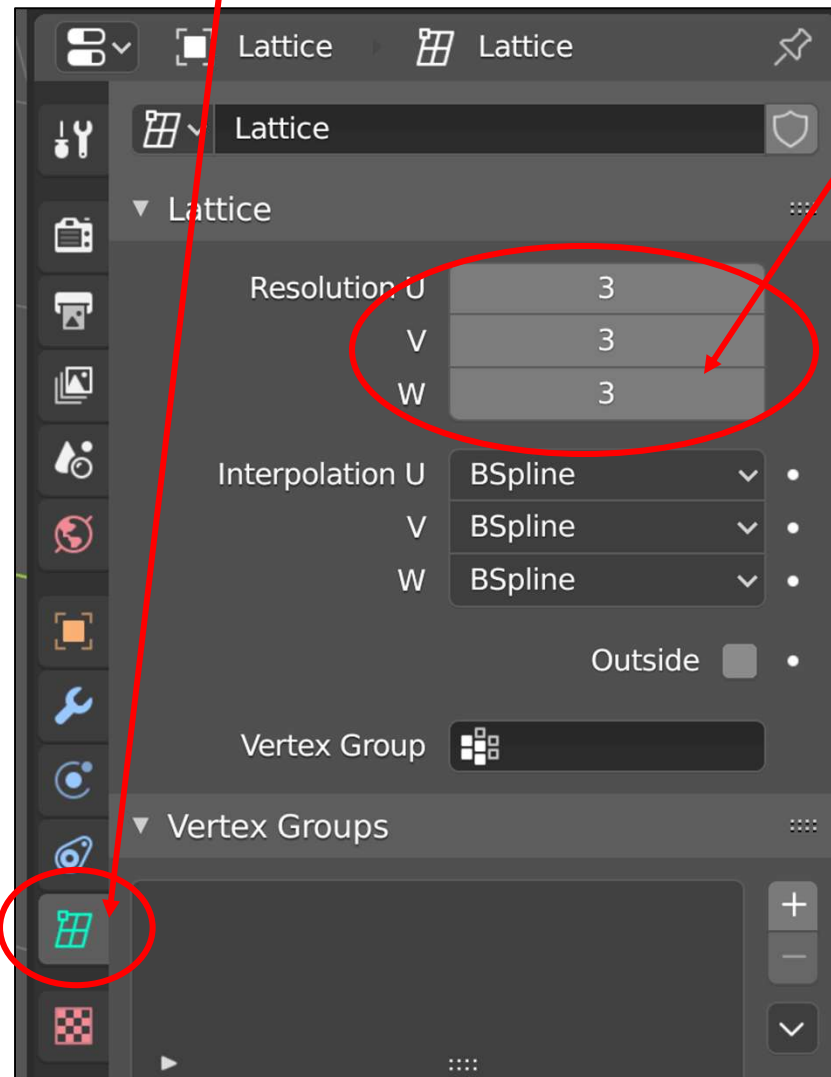 Lattice Lattice
Lattice
Lattice
Resolution U 3
V 3
W 3
Interpolation U BSpline
V BSpline
W BSpline
Outside
Vertex Group
Vertex Groups